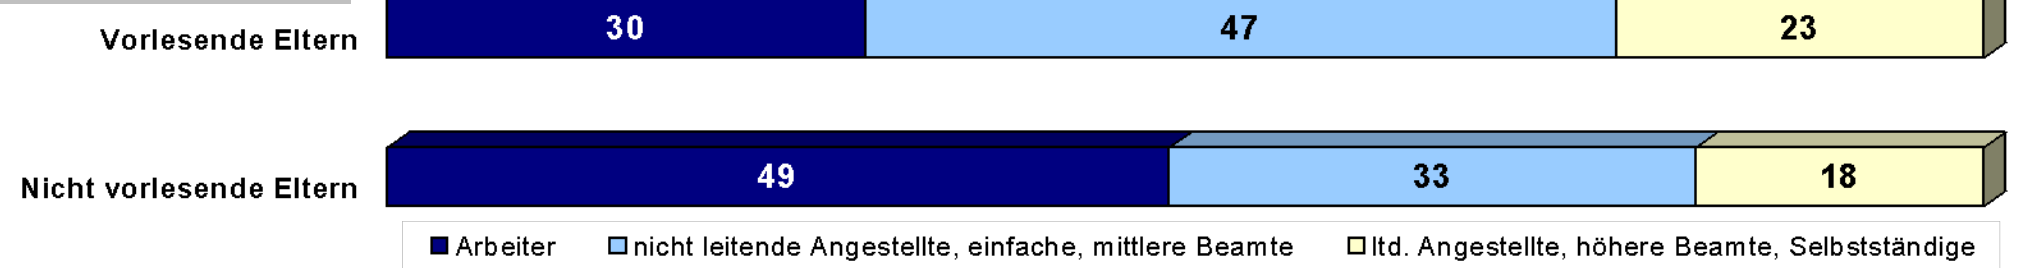 Vorlesende Eltern 30 47 23
Nicht vorlesende Eltern 49 33 18
Arbeiter nicht leitende Angestellte, einfache, mittlere Beamte ltd. Angestellte, höhere Beamte, Selbstständige